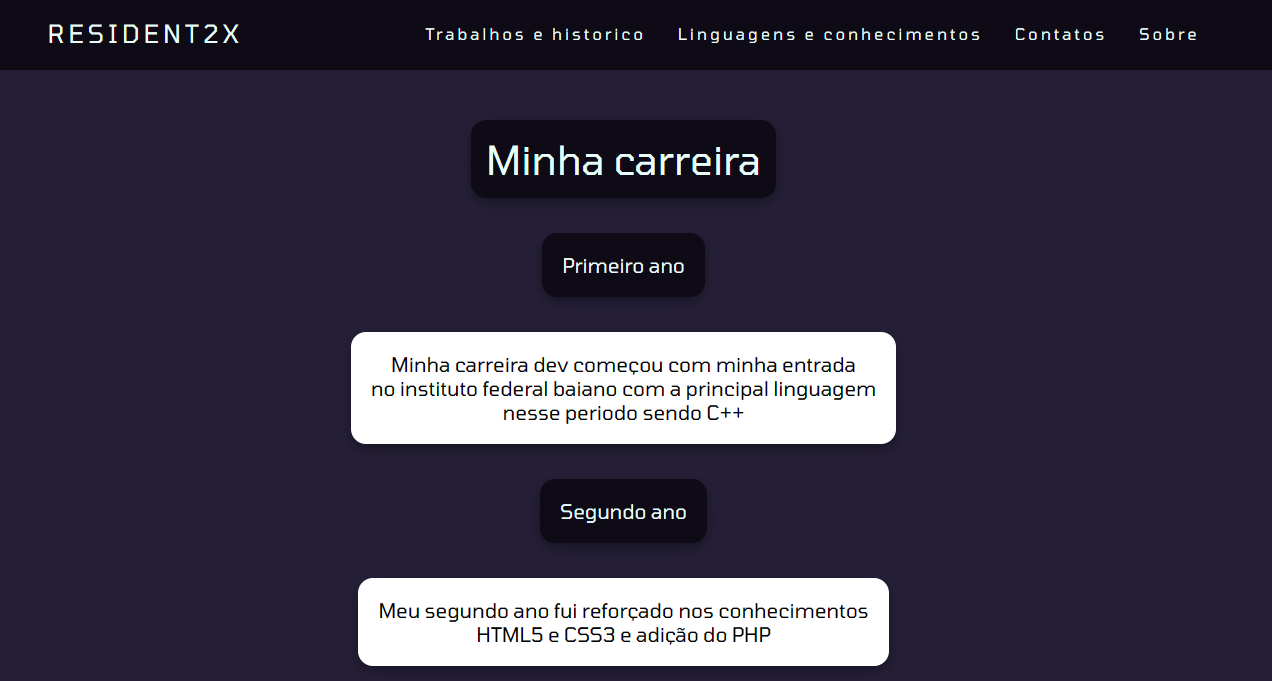 RESIDENT2X
Trabalhos e historico
Linguagens e conhecimentos
Contatos
Sobre
Minha carreira
Primeiro ano
Minha carreira dev começou com minha entrada
no instituto federal baiano com a principal linguagem
nesse periodo sendo C++
Segundo ano
Meu segundo ano fui reforçado nos conhecimentos
HTML5 e CSS3 e adição do PHP